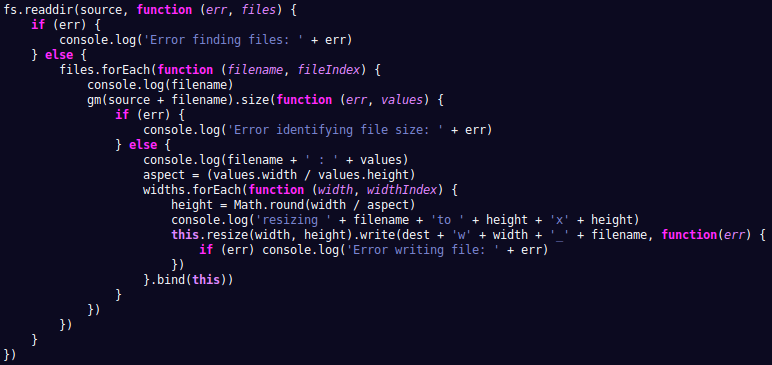 fs.readdir(source, function (err, files) {
    if (err) {
        console.log('Error finding files: ' + err)
    } else {
        files.forEach(function (filename, fileIndex) {
            console.log(filename)
            gm(source + filename).size(function (err, values) {
                if (err) {
                    console.log('Error identifying file size: ' + err)
                } else {
                    console.log(filename + ' : ' + values)
                    aspect = (values.width / values.height)
                    widths.forEach(function (width, widthIndex) {
                        height = Math.round(width / aspect)
                        console.log('resizing ' + filename + 'to ' + height + 'x' + height)
                        this.resize(width, height).write(dest + 'w' + width + '_' + filename, function(err) {
                            if (err) console.log('Error writing file: ' + err)
                        })
                    }.bind(this))
                }
            })
        })
    }
})